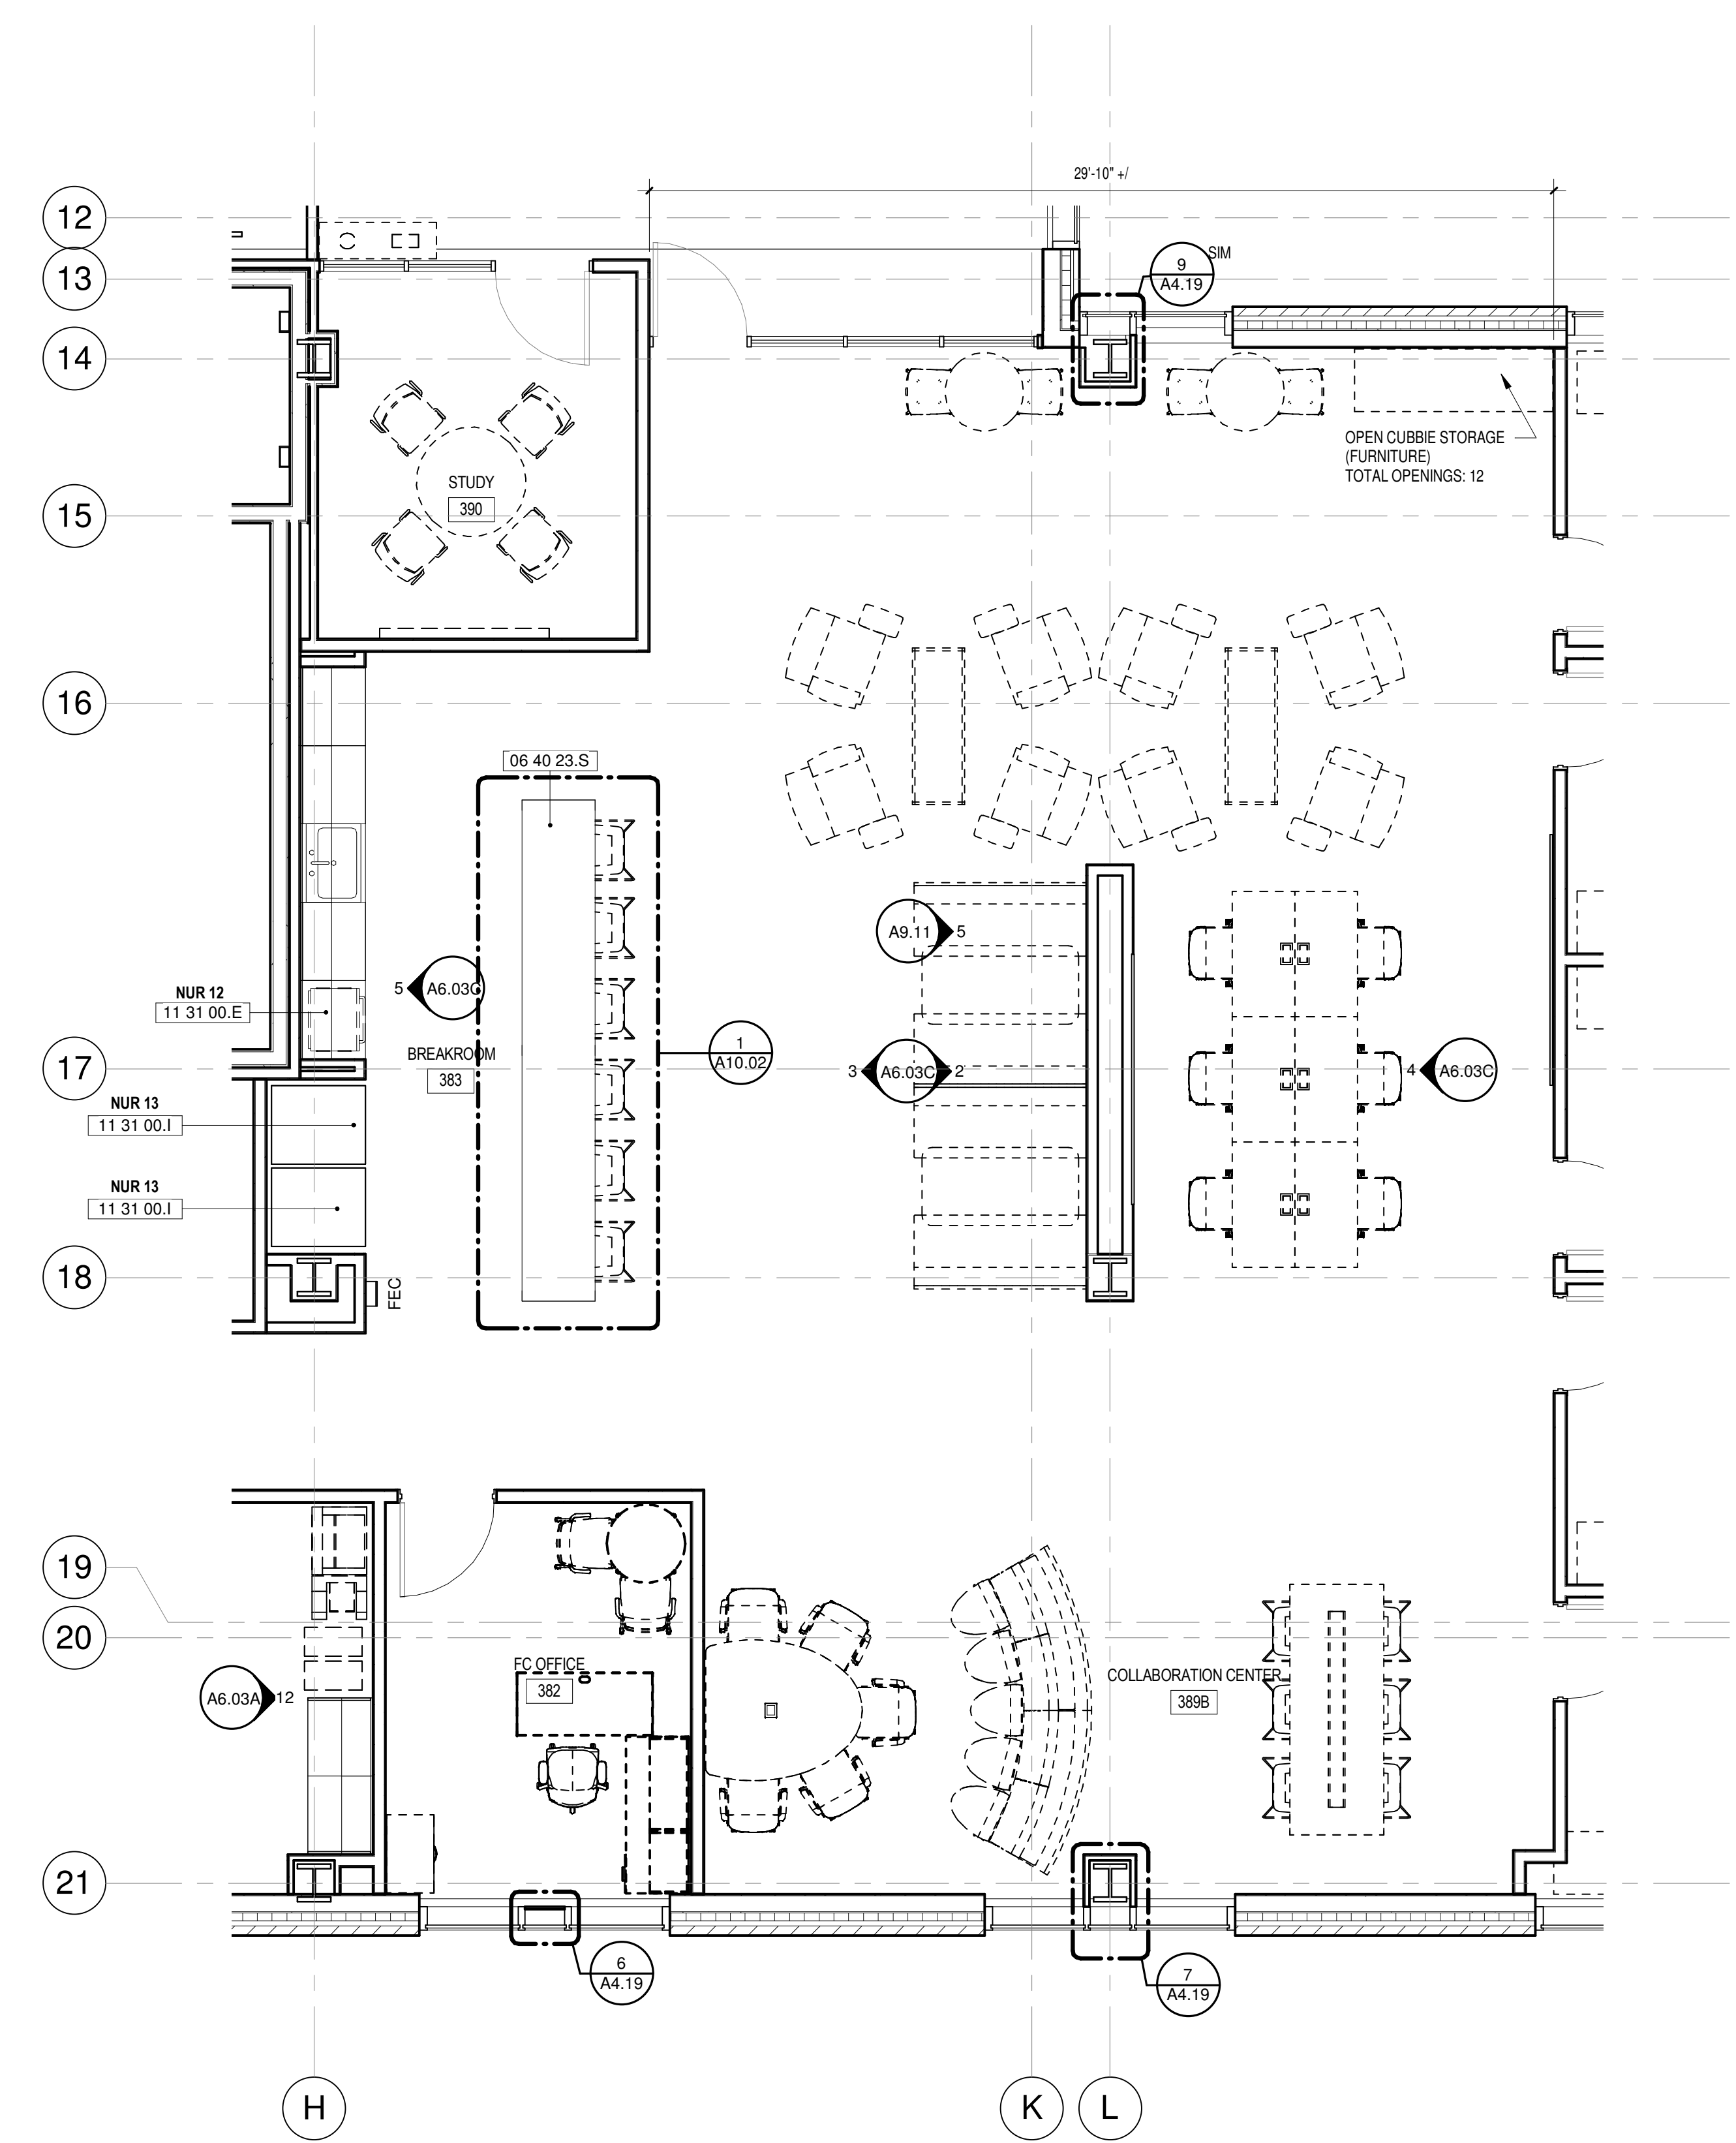 29'-10" +/
12
SIM
9
A4.19
13
14
OPEN CUBBIE STORAGE
(FURNITURE)
TOTAL OPENINGS: 12
STUDY
390
15
16
06 40 23.S
A9.11
5
5
A6.03C
NUR 12
11 31 00.E
BREAKROOM
383
1
A10.02
17
3
A6.03C
2
4
A6.03C
NUR 13
11 31 00.I
NUR 13
11 31 00.I
18
FEC
19
20
FC OFFICE
382
COLLABORATION CENTER
389B
A6.03A
12
21
6
A4.19
7
A4.19
H
K
L